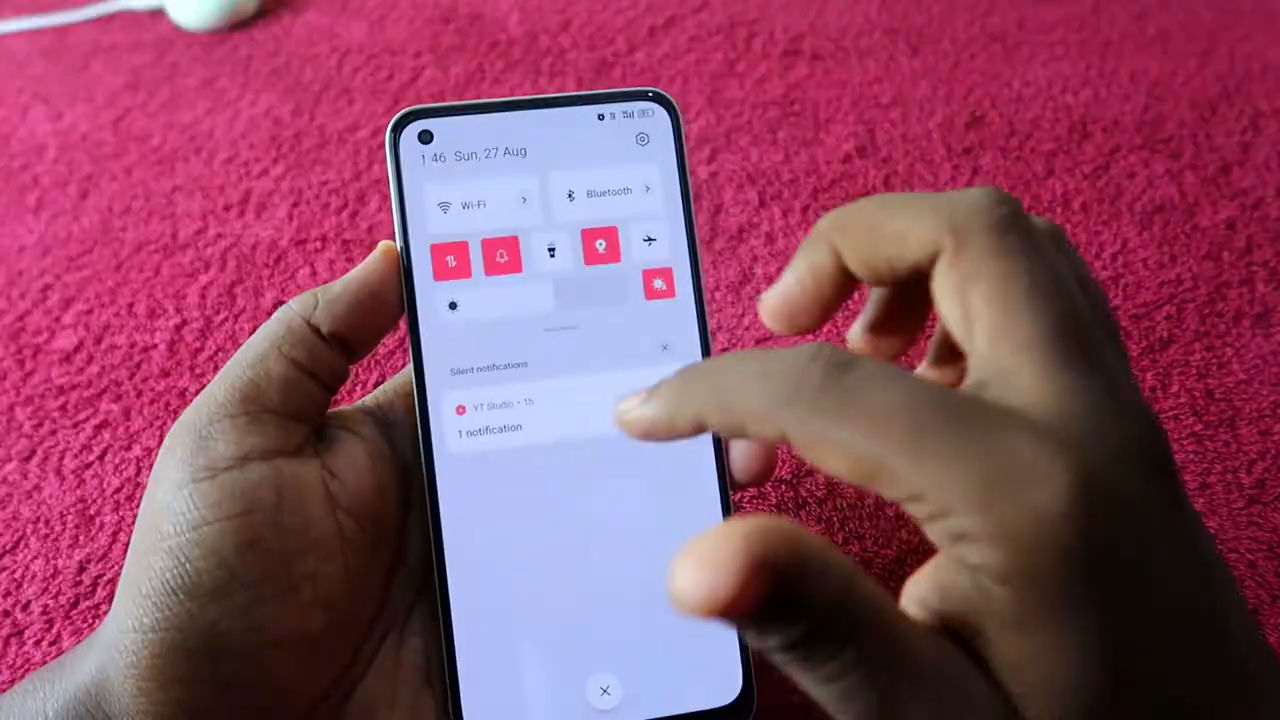 1 46 Sun, 27 Aug
Wi-Fi
Bluetooth
Silent notifications
YT Studio • 1h
1 notification